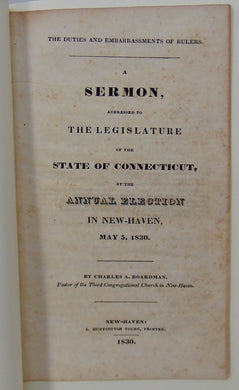 THE DUTIES AND EMBARRASSMENTS OF RULERS.
A
SERMON,
ADDRESSED TO
THE LEGISLATURE
OF THE
STATE OF CONNECTICUT,
AT THE
ANNUAL ELECTION
IN NEW-HAVEN,
MAY 5, 1830.
BY CHARLES A. BOARDMAN,
Pastor of the Third Congregational Church in New-Haven.
NEW-HAVEN:
L. HUNTINGTON YOUNG, PRINTER.
1830.